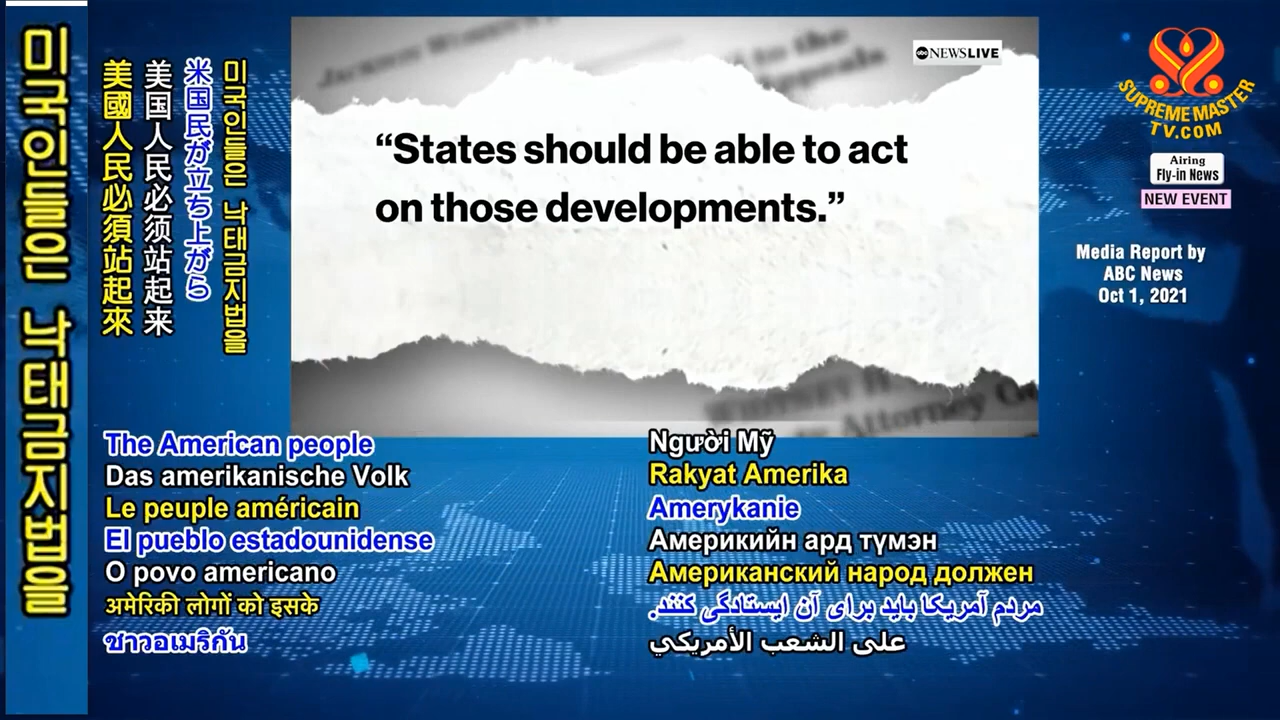 미국인들은 낙태금지법을
美國人民必須站起來
美国人民必须站起来
米国民が立ち上がら
미국인들은 낙태금지법을
to the
Appeals
abc NEWS LIVE
“States should be able to act
on those developments.”
Attorney Ge
SUPREME MASTER
TV.COM
Airing
Fly-in News
NEW EVENT
Media Report by
ABC News
Oct 1, 2021
The American people
Das amerikanische Volk
Le peuple américain
El pueblo estadounidense
O povo americano
अमेरिकी लोगों को इसके
ชาวอเมริกัน
Người Mỹ
Rakyat Amerika
Amerykanie
Америкийн ард түмэн
Американский народ должен
مردم آمریکا باید برای آن ایستادگی کنند.
على الشعب الأمريكي